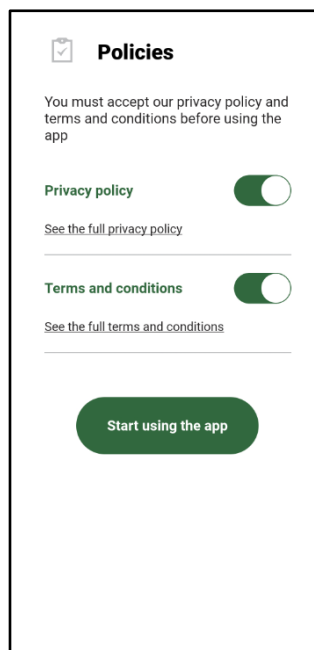 Policies
You must accept our privacy policy and
terms and conditions before using the
app
Privacy policy
See the full privacy policy
Terms and conditions
See the full terms and conditions
Start using the app